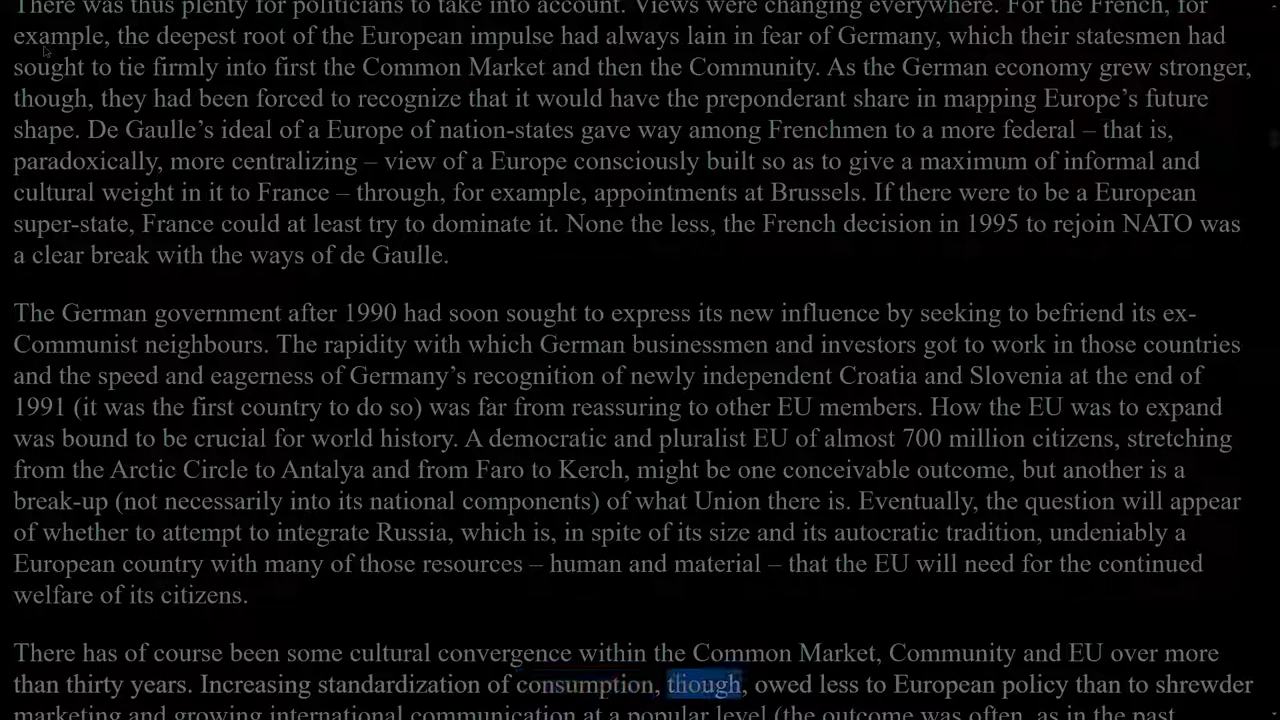 There was thus plenty for politicians to take into account. Views were changing everywhere. For the French, for
example, the deepest root of the European impulse had always lain in fear of Germany, which their statesmen had
sought to tie firmly into first the Common Market and then the Community. As the German economy grew stronger,
though, they had been forced to recognize that it would have the preponderant share in mapping Europe’s future
shape. De Gaulle’s ideal of a Europe of nation-states gave way among Frenchmen to a more federal – that is,
paradoxically, more centralizing – view of a Europe consciously built so as to give a maximum of informal and
cultural weight in it to France – through, for example, appointments at Brussels. If there were to be a European
super-state, France could at least try to dominate it. None the less, the French decision in 1995 to rejoin NATO was
a clear break with the ways of de Gaulle.
The German government after 1990 had soon sought to express its new influence by seeking to befriend its ex-
Communist neighbours. The rapidity with which German businessmen and investors got to work in those countries
and the speed and eagerness of Germany’s recognition of newly independent Croatia and Slovenia at the end of
1991 (it was the first country to do so) was far from reassuring to other EU members. How the EU was to expand
was bound to be crucial for world history. A democratic and pluralist EU of almost 700 million citizens, stretching
from the Arctic Circle to Antalya and from Faro to Kerch, might be one conceivable outcome, but another is a
break-up (not necessarily into its national components) of what Union there is. Eventually, the question will appear
of whether to attempt to integrate Russia, which is, in spite of its size and its autocratic tradition, undeniably a
European country with many of those resources – human and material – that the EU will need for the continued
welfare of its citizens.
There has of course been some cultural convergence within the Common Market, Community and EU over more
than thirty years. Increasing standardization of consumption, though, owed less to European policy than to shrewder
marketing and growing international communication at a popular level (the outcome was often, as in the past,